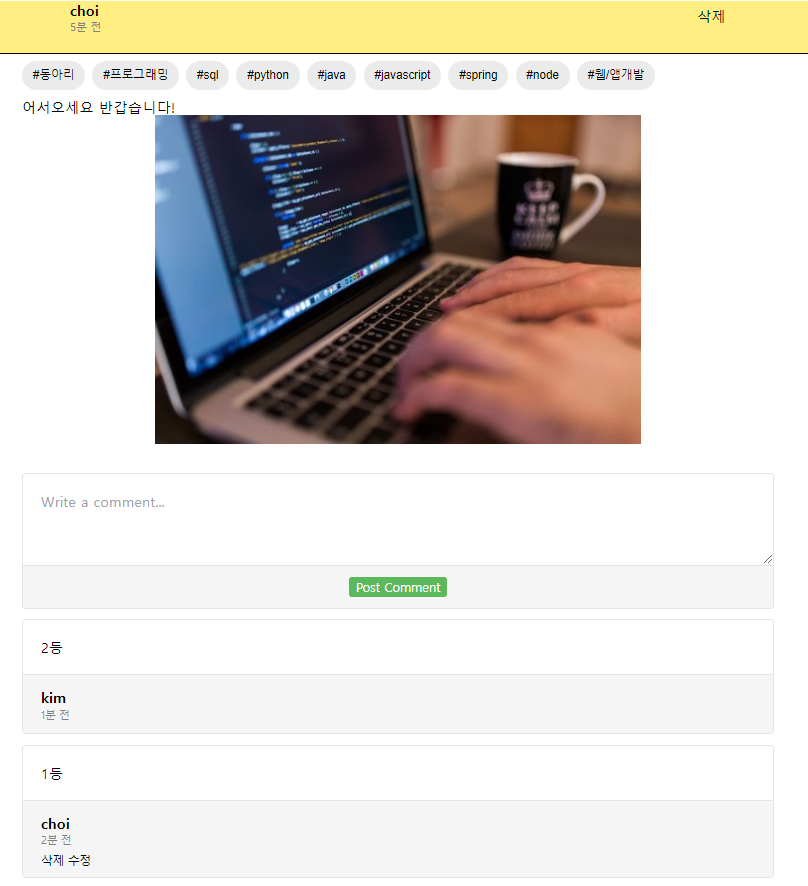 choi
5분 전
삭제
#동아리 #프로그래밍 #sql #python #java #javascript #spring #node #웹/앱개발
어서오세요 반갑습니다!
KEEP
CALM
Write a comment...
Post Comment
2등
kim
1분 전
1등
choi
2분 전
삭제 수정